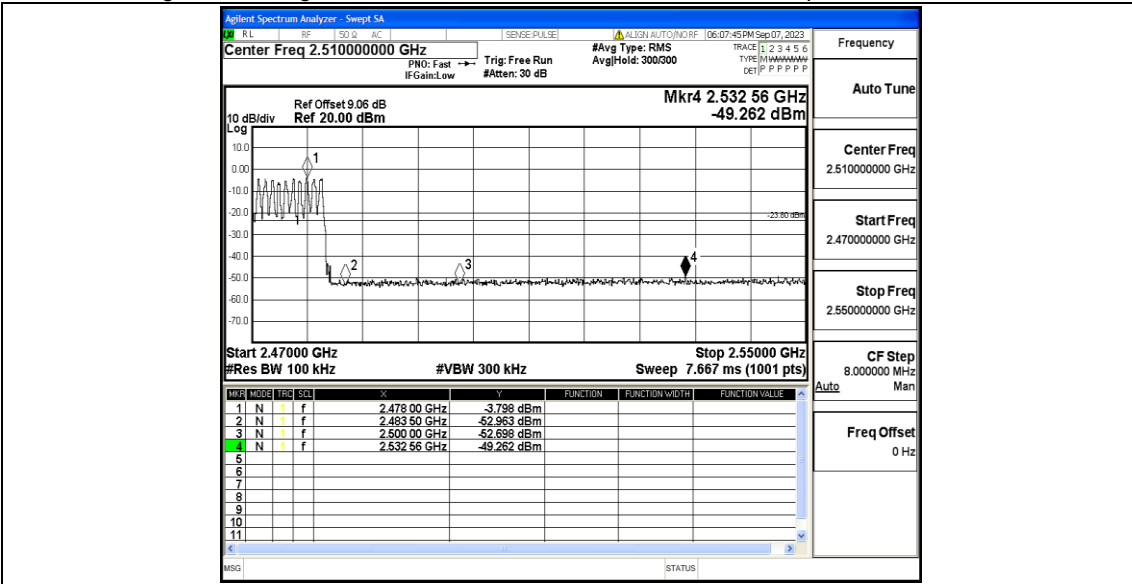 Agilent Spectrum Analyzer - Swept SA
RL RF 50 Ω AC SENSE:PULSE ALIGN AUTO/NO RF 06:07:45 PM Sep 07, 2023
Center Freq 2.510000000 GHz
PNO: Fast
IFGain:Low
Trig: Free Run
#Atten: 30 dB
#Avg Type: RMS
Avg|Hold: 300/300
TRACE 1 2 3 4 5 6
TYPE M WWWWW
DET P P P P P P
Mkr4 2.532 56 GHz
-49.262 dBm
Ref Offset 9.06 dB
10 dB/div Ref 20.00 dBm
Log
10.0
0.00
-10.0
-20.0
-30.0
-40.0
-50.0
-60.0
-70.0
1
2
3
4
-23.80 dBm
Start 2.47000 GHz Stop 2.55000 GHz
#Res BW 100 kHz #VBW 300 kHz Sweep 7.667 ms (1001 pts)
MKR MODE TRC SCL X Y FUNCTION FUNCTION WIDTH FUNCTION VALUE
1 N 1 f 2.478 00 GHz -3.798 dBm
2 N 1 f 2.483 50 GHz -52.963 dBm
3 N 1 f 2.500 00 GHz -52.698 dBm
4 N 1 f 2.532 56 GHz -49.262 dBm
5
6
7
8
9
10
11
MSG STATUS
Frequency
Auto Tune
Center Freq
2.510000000 GHz
Start Freq
2.470000000 GHz
Stop Freq
2.550000000 GHz
CF Step
8.000000 MHz
Auto Man
Freq Offset
0 Hz